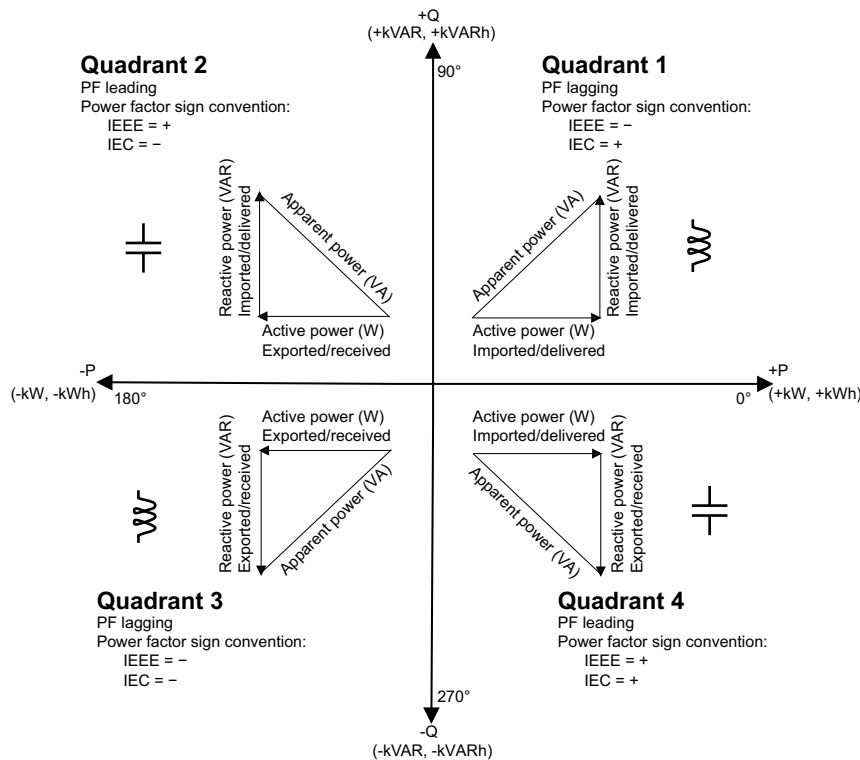 +Q
(+kVAR, +kVARh)
90°
Quadrant 2
PF leading
Power factor sign convention:
IEEE = +
IEC = −
Reactive power (VAR)
Imported/delivered
Apparent power (VA)
Active power (W)
Exported/received
Quadrant 1
PF lagging
Power factor sign convention:
IEEE = −
IEC = +
Apparent power (VA)
Reactive power (VAR)
Imported/delivered
Active power (W)
Imported/delivered
-P
(-kW, -kWh)
180°
+P
(+kW, +kWh)
0°
Active power (W)
Exported/received
Reactive power (VAR)
Exported/received
Apparent power (VA)
Quadrant 3
PF lagging
Power factor sign convention:
IEEE = −
IEC = −
Active power (W)
Imported/delivered
Apparent power (VA)
Reactive power (VAR)
Exported/received
Quadrant 4
PF leading
Power factor sign convention:
IEEE = +
IEC = +
270°
-Q
(-kVAR, -kVARh)